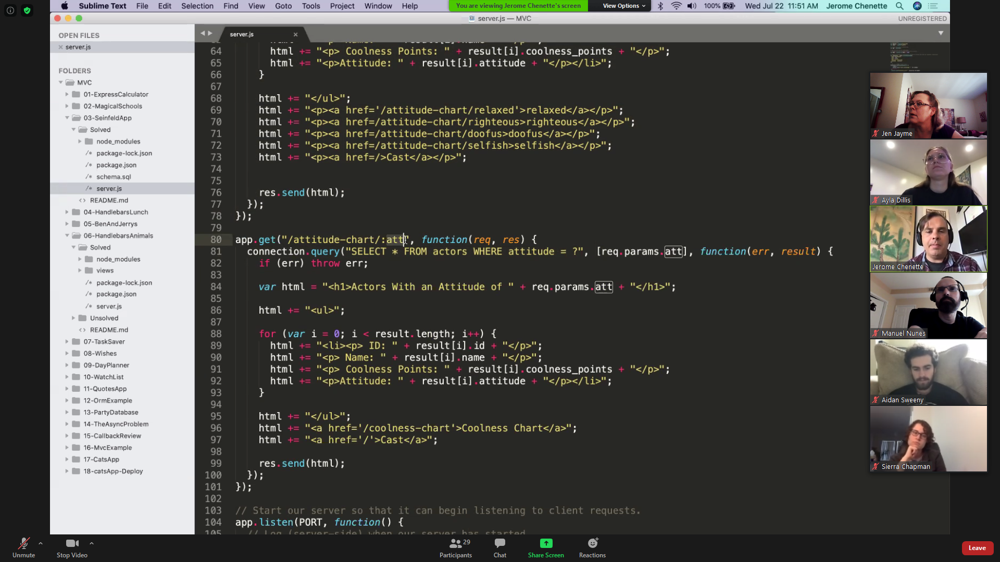 Sublime Text File Edit Selection Find View Goto Tools Project Window Help
You are viewing Jerome Chenette's screen View Options
100% Wed Jul 22 11:51 AM Jerome Chenette
server.js — MVC
UNREGISTERED
OPEN FILES
server.js
FOLDERS
MVC
01-ExpressCalculator
02-MagicalSchools
03-SeinfeldApp
Solved
node_modules
package-lock.json
package.json
schema.sql
server.js
README.md
04-HandlebarsLunch
05-BenAndJerrys
06-HandlebarsAnimals
Solved
node_modules
views
package-lock.json
package.json
server.js
Unsolved
README.md
07-TaskSaver
08-Wishes
09-DayPlanner
10-WatchList
11-QuotesApp
12-OrmExample
13-PartyDatabase
14-TheAsyncProblem
15-CallbackReview
16-MvcExample
17-CatsApp
18-catsApp-Deploy
server.js
64 html += "<p> Coolness Points: " + result[i].coolness_points + "</p>";
65 html += "<p>Attitude: " + result[i].attitude + "</p></li>";
66 }
67
68 html += "</ul>";
69 html += "<p><a href='/attitude-chart/relaxed'>relaxed</a></p>";
70 html += "<p><a href=/attitude-chart/righteous>righteous</a></p>";
71 html += "<p><a href=/attitude-chart/doofus>doofus</a></p>";
72 html += "<p><a href=/attitude-chart/selfish>selfish</a></p>";
73 html += "<p><a href=/>Cast</a></p>";
74
75
76 res.send(html);
77 });
78 });
79
80 app.get("/attitude-chart/:att", function(req, res) {
81 connection.query("SELECT * FROM actors WHERE attitude = ?", [req.params.att], function(err, result) {
82 if (err) throw err;
83
84 var html = "<h1>Actors With an Attitude of " + req.params.att + "</h1>";
85
86 html += "<ul>";
87
88 for (var i = 0; i < result.length; i++) {
89 html += "<li><p> ID: " + result[i].id + "</p>";
90 html += "<p> Name: " + result[i].name + "</p>";
91 html += "<p> Coolness Points: " + result[i].coolness_points + "</p>";
92 html += "<p>Attitude: " + result[i].attitude + "</p></li>";
93 }
94
95 html += "</ul>";
96 html += "<a href='/coolness-chart'>Coolness Chart</a>";
97 html += "<a href='/'>Cast</a>";
98
99 res.send(html);
100 });
101 });
102
103 // Start our server so that it can begin listening to client requests.
104 app.listen(PORT, function() {
105 // Log (server-side) when our server has started
Jen Jayme
Ayla Dillis
Jerome Chenette
Manuel Nunes
Aidan Sweeny
Sierra Chapman
Unmute
Stop Video
29
Participants
Chat
Share Screen
Reactions
Leave